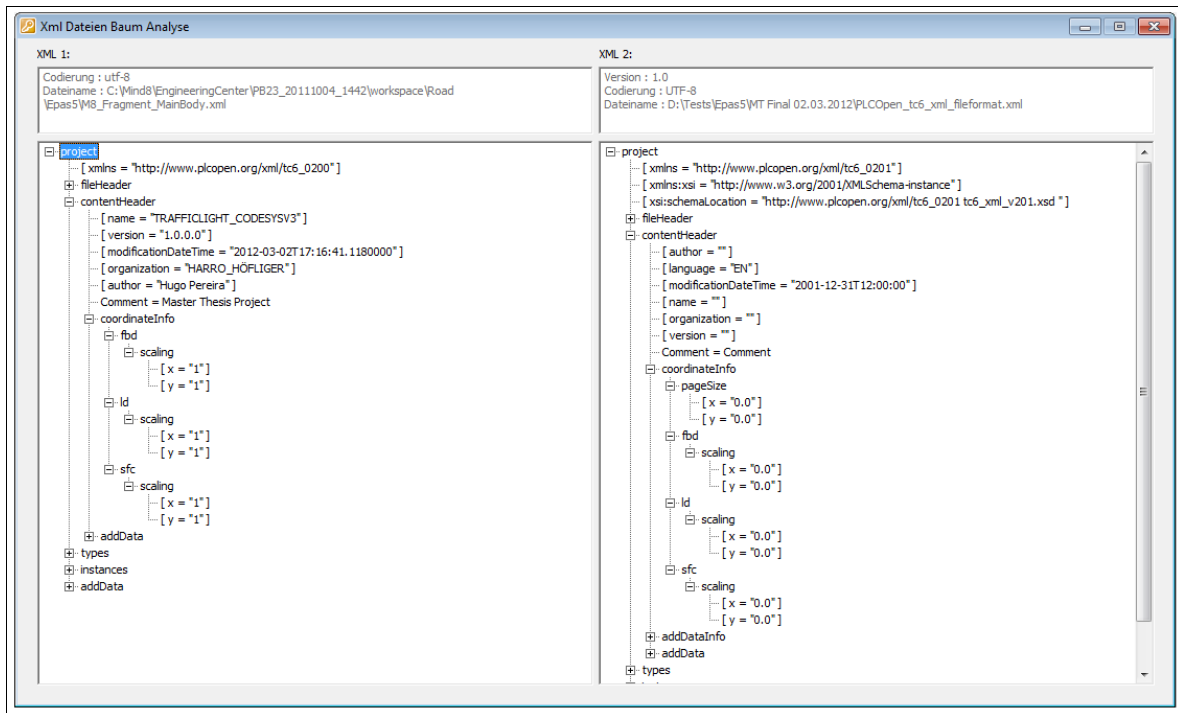 Xml Dateien Baum Analyse
XML 1:
Codierung : utf-8
Dateiname : C:\Mind8\EngineeringCenter\PB23_20111004_1442\workspace\Road
\Epas5\M8_Fragment_MainBody.xml
project
[ xmlns = "http://www.plcopen.org/xml/tc6_0200" ]
fileHeader
contentHeader
[ name = "TRAFFICLIGHT_CODESYSV3" ]
[ version = "1.0.0.0" ]
[ modificationDateTime = "2012-03-02T17:16:41.1180000" ]
[ organization = "HARRO_HÖFLIGER" ]
[ author = "Hugo Pereira" ]
Comment = Master Thesis Project
coordinateInfo
fbd
scaling
[ x = "1" ]
[ y = "1" ]
ld
scaling
[ x = "1" ]
[ y = "1" ]
sfc
scaling
[ x = "1" ]
[ y = "1" ]
addData
types
instances
addData
XML 2:
Version : 1.0
Codierung : UTF-8
Dateiname : D:\Tests\Epas5\MT Final 02.03.2012\PLCOpen_tc6_xml_fileformat.xml
project
[ xmlns = "http://www.plcopen.org/xml/tc6_0201" ]
[ xmlns:xsi = "http://www.w3.org/2001/XMLSchema-instance" ]
[ xsi:schemaLocation = "http://www.plcopen.org/xml/tc6_0201 tc6_xml_v201.xsd " ]
fileHeader
contentHeader
[ author = "" ]
[ language = "EN" ]
[ modificationDateTime = "2001-12-31T12:00:00" ]
[ name = "" ]
[ organization = "" ]
[ version = "" ]
Comment = Comment
coordinateInfo
pageSize
[ x = "0.0" ]
[ y = "0.0" ]
fbd
scaling
[ x = "0.0" ]
[ y = "0.0" ]
ld
scaling
[ x = "0.0" ]
[ y = "0.0" ]
sfc
scaling
[ x = "0.0" ]
[ y = "0.0" ]
addDataInfo
addData
types